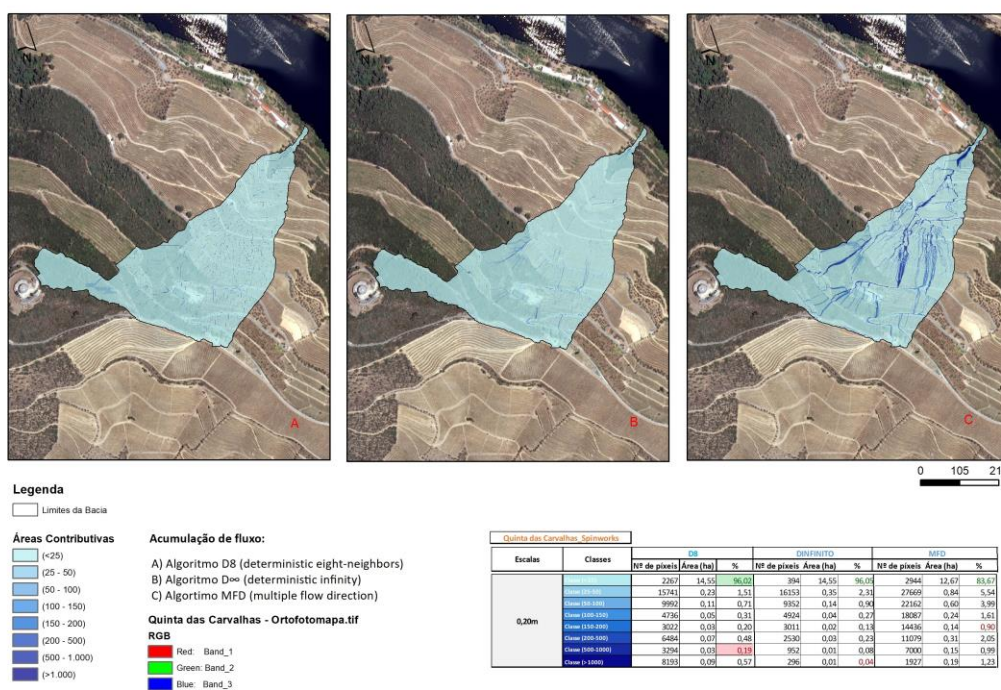 N
N
N
A
B
C
0 105 21
Legenda
Limites da Bacia
Áreas Contributivas
(<25)
(25 - 50)
(50 - 100)
(100 - 150)
(150 - 200)
(200 - 500)
(500 - 1.000)
(>1.000)
Acumulação de fluxo:
A) Algoritmo D8 (deterministic eight-neighbors)
B) Algoritmo D∞ (deterministic infinity)
C) Algortimo MFD (multiple flow direction)
Quinta das Carvalhas - Ortofotomapa.tif
RGB
Red: Band_1
Green: Band_2
Blue: Band_3
Quinta das Carvalhas_Spinworks
Escalas Classes D8 DINFINITO MFD
Nº de pixeis Área (ha) % Nº de pixeis Área (ha) % Nº de pixeis Área (ha) %
0,20m
2267 14,55 96,02 394 14,55 96,05 2944 12,67 83,67
Classe (25-50) 15741 0,23 1,51 16153 0,35 2,31 27669 0,84 5,54
Classe (50-100) 9992 0,11 0,71 9352 0,14 0,90 22162 0,60 3,99
Classe (100-150) 4736 0,05 0,31 4924 0,04 0,27 18087 0,24 1,61
Classe (150-200) 3022 0,03 0,20 3011 0,02 0,13 14436 0,14 0,90
Classe (200-500) 6484 0,07 0,48 2530 0,03 0,23 11079 0,31 2,05
Classe (500-1000) 3294 0,03 0,19 952 0,01 0,08 7000 0,15 0,99
Classe (>1000) 8193 0,09 0,57 296 0,01 0,04 1927 0,19 1,23